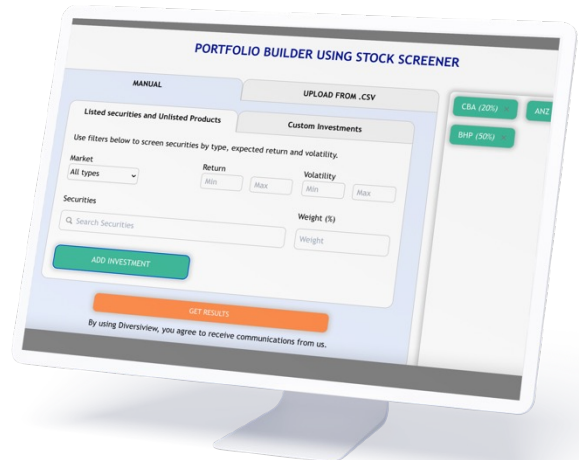 PORTFOLIO BUILDER USING STOCK SCREENER
MANUAL
UPLOAD FROM .CSV
Listed securities and Unlisted Products
Custom Investments
Use filters below to screen securities by type, expected return and volatility.
Market
Return
Volatility
All types
Min
Max
Min
Max
Securities
Weight (%)
Search Securities
Weight
ADD INVESTMENT
GET RESULTS
By using Diversiview, you agree to receive communications from us.
CBA (20%)
ANZ
BHP (50%)